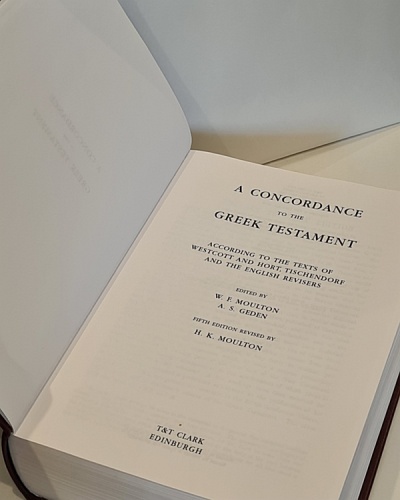 A CONCORDANCE
TO THE
GREEK TESTAMENT
ACCORDING TO THE TEXTS OF
WESTCOTT AND HORT, TISCHENDORF
AND THE ENGLISH REVISERS
EDITED BY
W. F. MOULTON
A. S. GEDEN
FIFTH EDITION REVISED BY
H. K. MOULTON
T&T CLARK
EDINBURGH